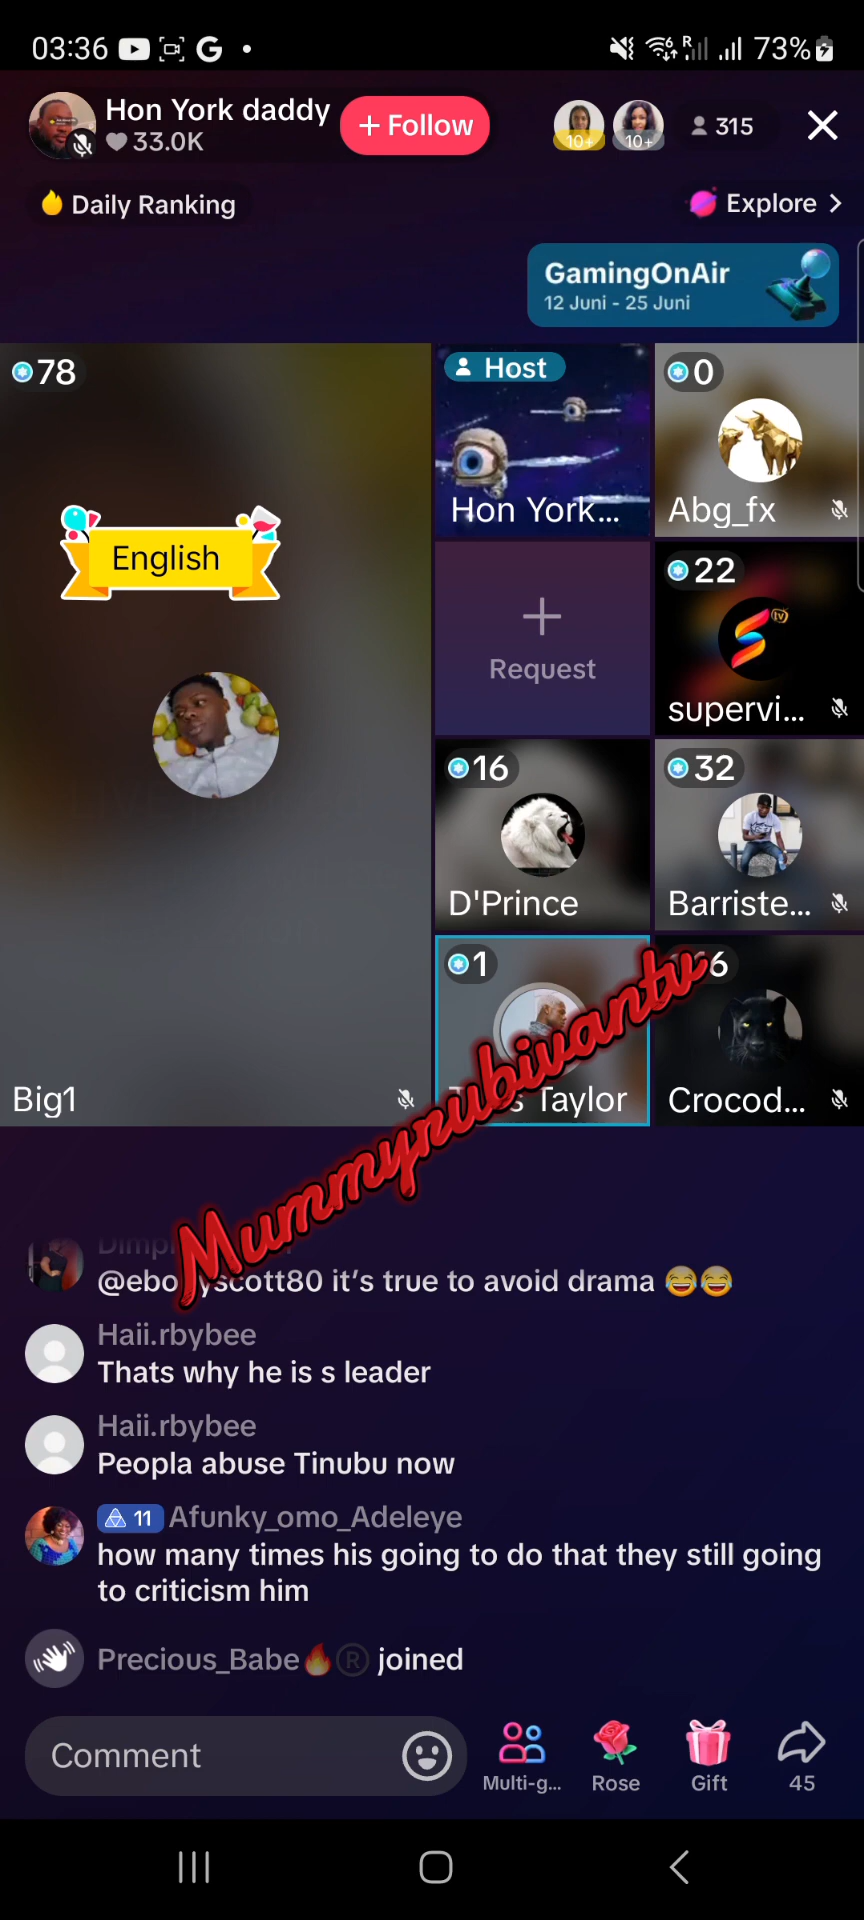 03:36
G
R
73%
Hon York daddy
33.0K
+ Follow
10+
10+
315
Daily Ranking
Explore
GamingOnAir
12 Juni - 25 Juni
78
Host
0
Hon York...
Abg_fx
English
22
Request
tv
supervi...
16
32
D'Prince
Barriste...
1
6
Mummyrubivantv
Taylor
Crocod...
Big1
it's true to avoid drama 😂😂
Haii.rbybee
Thats why he is s leader
Haii.rbybee
Peopla abuse Tinubu now
11 Afunky_omo_Adeleye
how many times his going to do that they still going
to criticism him
Precious_Babe🔥® joined
Comment
Multi-g...
Rose
Gift
45